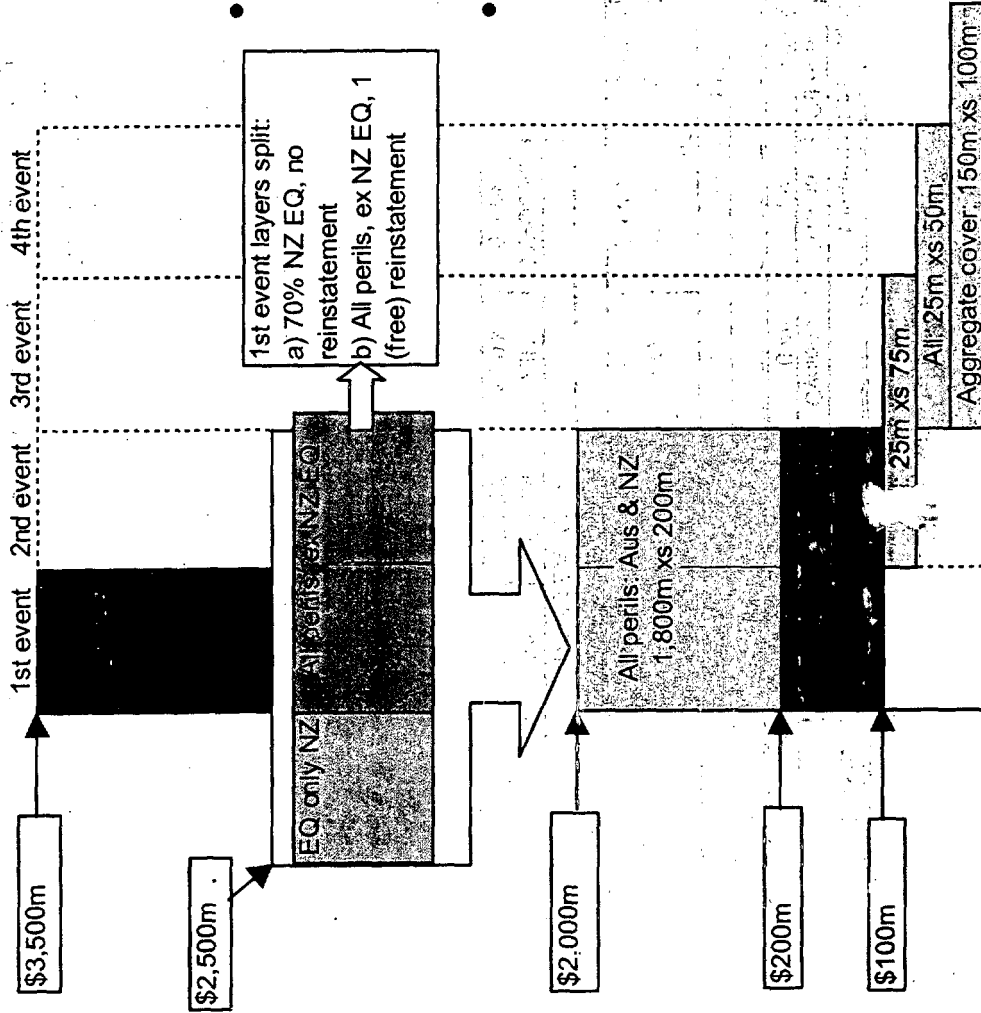 1st event
2nd event
3rd event
4th event
$3,500m
$2,500m
1st event layers split:
a) 70% NZ EQ, no
reinstatement
b) All perils, ex NZ EQ, 1
(free) reinstatement
EQ only NZ
All perils ex NZ EQ
$2,000m
All perils Aus & NZ
1,800m xs 200m
$200m
$100m
25m xs 75m
All: 25m xs 50m
Aggregate cover, 150m xs 100m